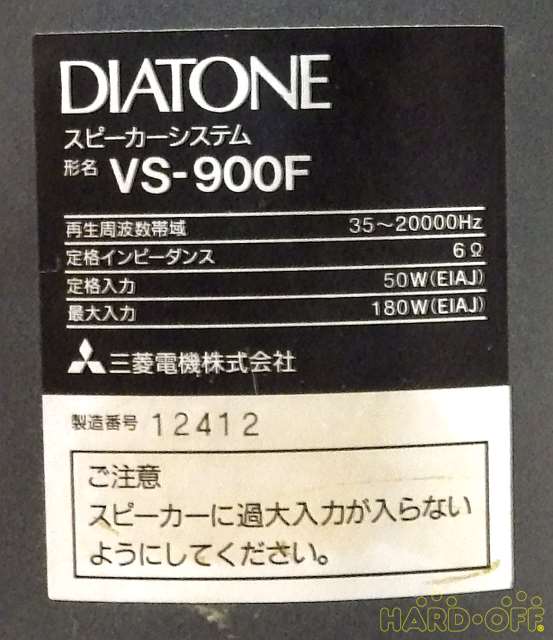 DIATONE
スピーカーシステム
形名 VS-900F
再生周波数帯域 35～20000Hz
定格インピーダンス 6Ω
定格入力 50W(EIAJ)
最大入力 180W(EIAJ)
三菱電機株式会社
製造番号 12412
ご注意
スピーカーに過大入力が入らない
ようにしてください。
HARD・OFF